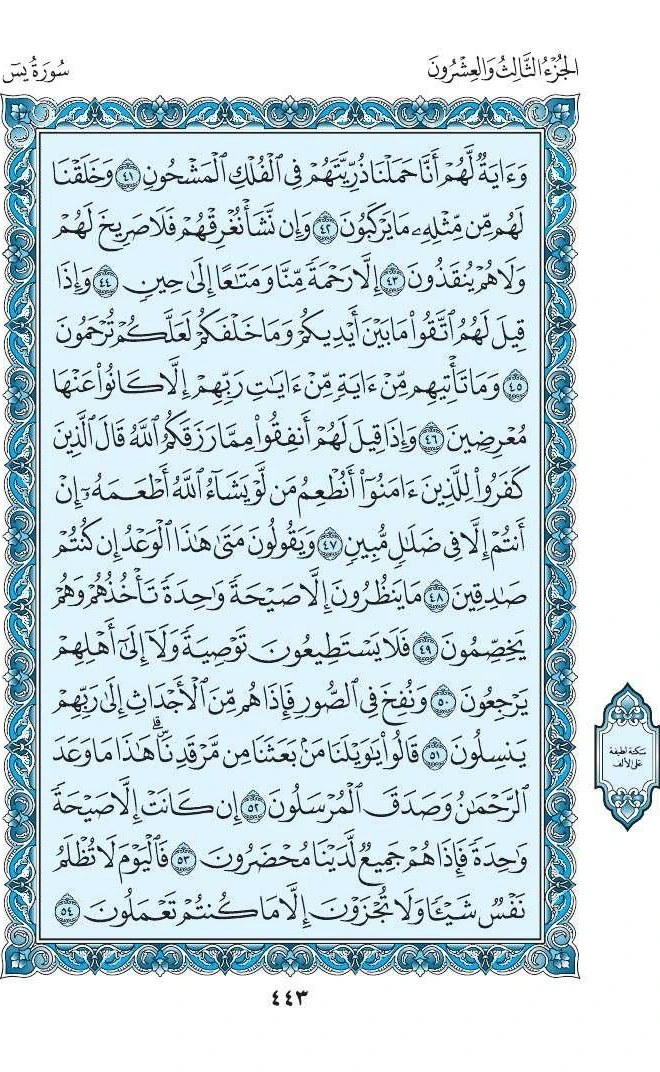 الجُزْءُ الثَّالِثُ وَالعِشْرُونَ
سُورَةُ يسٓ
وَءَايَةٌ لَّهُمْ أَنَّا حَمَلْنَا ذُرِّيَّتَهُمْ فِي ٱلْفُلْكِ ٱلْمَشْحُونِ ٤١ وَخَلَقْنَا
لَهُم مِّن مِّثْلِهِۦ مَا يَرْكَبُونَ ٤٢ وَإِن نَّشَأْ نُغْرِقْهُمْ فَلَا صَرِيخَ لَهُمْ
وَلَا هُمْ يُنقَذُونَ ٤٣ إِلَّا رَحْمَةً مِّنَّا وَمَتَٰعًا إِلَىٰ حِينٍ ٤٤ وَإِذَا
قِيلَ لَهُمُ ٱتَّقُوا۟ مَا بَيْنَ أَيْدِيكُمْ وَمَا خَلْفَكُمْ لَعَلَّكُمْ تُرْحَمُونَ
٤٥ وَمَا تَأْتِيهِم مِّنْ ءَايَةٍ مِّنْ ءَايَٰتِ رَبِّهِمْ إِلَّا كَانُوا۟ عَنْهَا
مُعْرِضِينَ ٤٦ وَإِذَا قِيلَ لَهُمْ أَنفِقُوا۟ مِمَّا رَزَقَكُمُ ٱللَّهُ قَالَ ٱلَّذِينَ
كَفَرُوا۟ لِلَّذِينَ ءَامَنُوٓا۟ أَنُطْعِمُ مَن لَّوْ يَشَآءُ ٱللَّهُ أَطْعَمَهُۥٓ إِنْ
أَنتُمْ إِلَّا فِي ضَلَٰلٍ مُّبِينٍ ٤٧ وَيَقُولُونَ مَتَىٰ هَٰذَا ٱلْوَعْدُ إِن كُنتُمْ
صَٰدِقِينَ ٤٨ مَا يَنظُرُونَ إِلَّا صَيْحَةً وَٰحِدَةً تَأْخُذُهُمْ وَهُمْ
يَخِصِّمُونَ ٤٩ فَلَا يَسْتَطِيعُونَ تَوْصِيَةً وَلَآ إِلَىٰٓ أَهْلِهِمْ
يَرْجِعُونَ ٥٠ وَنُفِخَ فِي ٱلصُّورِ فَإِذَا هُم مِّنَ ٱلْأَجْدَاثِ إِلَىٰ رَبِّهِمْ
يَنسِلُونَ ٥١ قَالُوا۟ يَٰوَيْلَنَا مَنۢ بَعَثَنَا مِن مَّرْقَدِنَاۜۗ هَٰذَا مَا وَعَدَ
ٱلرَّحْمَٰنُ وَصَدَقَ ٱلْمُرْسَلُونَ ٥٢ إِن كَانَتْ إِلَّا صَيْحَةً
وَٰحِدَةً فَإِذَا هُمْ جَمِيعٌ لَّدَيْنَا مُحْضَرُونَ ٥٣ فَٱلْيَوْمَ لَا تُظْلَمُ
نَفْسٌ شَيْـًٔا وَلَا تُجْزَوْنَ إِلَّا مَا كُنتُمْ تَعْمَلُونَ ٥٤
سكتة لطيفة
على الألف
٤٤٣